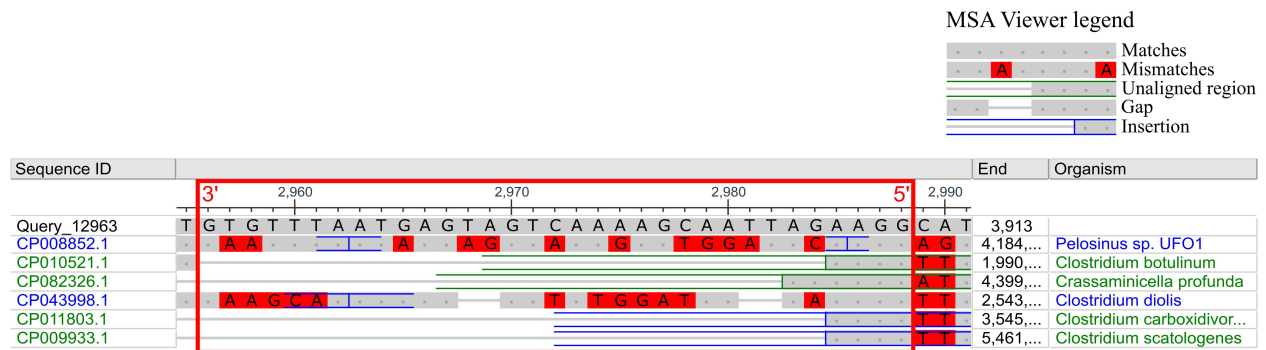 MSA Viewer legend
Matches
A A Mismatches
Unaligned region
Gap
Insertion
Sequence ID End Organism
3' 2,960 2,970 2,980 5' 2,990
Query_12963 T G T G T T T A A T G A G T A G T C A A A A G C A A T T A G A A G G C A T 3,913
CP008852.1 A A A A G A G T G G A C A G 4,184,... Pelosinus sp. UFO1
CP010521.1 T T 1,990,... Clostridium botulinum
CP082326.1 A T 4,399,... Crassaminicella profunda
CP043998.1 A A G C A T T G G A T A T T 2,543,... Clostridium diolis
CP011803.1 T T 3,545,... Clostridium carboxidivor...
CP009933.1 T T 5,461,... Clostridium scatologenes